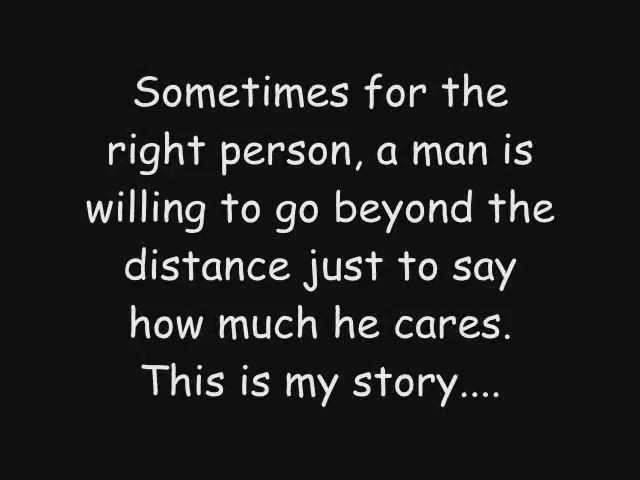 Sometimes for the
right person, a man is
willing to go beyond the
distance just to say
how much he cares.
This is my story....